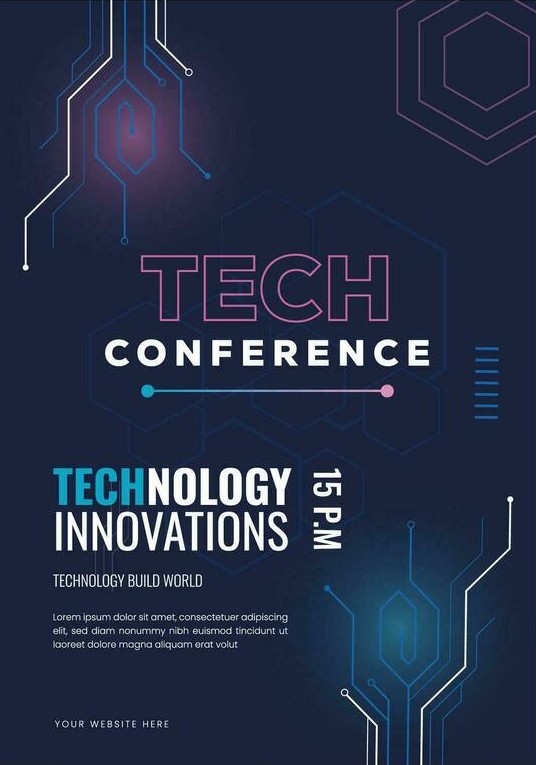 TECH
CONFERENCE
TECHNOLOGY
INNOVATIONS
15 P.M
TECHNOLOGY BUILD WORLD
Lorem ipsum dolor sit amet, consectetuer adipiscing
elit, sed diam nonummy nibh euismod tincidunt ut
laoreet dolore magna aliquam erat volut
YOUR WEBSITE HERE